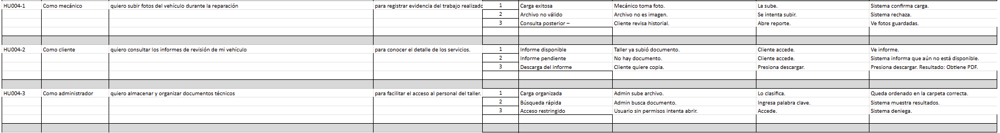 HU004-1 Como mecánico quiero subir fotos del vehículo durante la reparación para registrar evidencia del trabajo realizado 1 Carga exitosa Mecánico toma foto. La sube. Sistema confirma carga.
2 Archivo no válido Archivo no es imagen. Se intenta subir. Sistema rechaza.
3 Consulta posterior – Cliente revisa historial. Abre reporte. Ve fotos guardadas.
HU004-2 Como cliente quiero consultar los informes de revisión de mi vehículo para conocer el detalle de los servicios. 1 Informe disponible Taller ya subió documento. Cliente accede. Ve informe.
2 Informe pendiente No hay documento. Cliente accede. Sistema informa que aún no está disponible.
3 Descarga del informe Cliente quiere copia. Presiona descargar. Presiona descargar. Resultado: Obtiene PDF.
HU004-3 Como administrador quiero almacenar y organizar documentos técnicos para facilitar el acceso al personal del taller. 1 Carga organizada Admin sube archivo. Lo clasifica. Queda ordenado en la carpeta correcta.
2 Búsqueda rápida Admin busca documento. Ingresa palabra clave. Sistema muestra resultados.
3 Acceso restringido Usuario sin permisos intenta abrir. Accede. Sistema deniega.